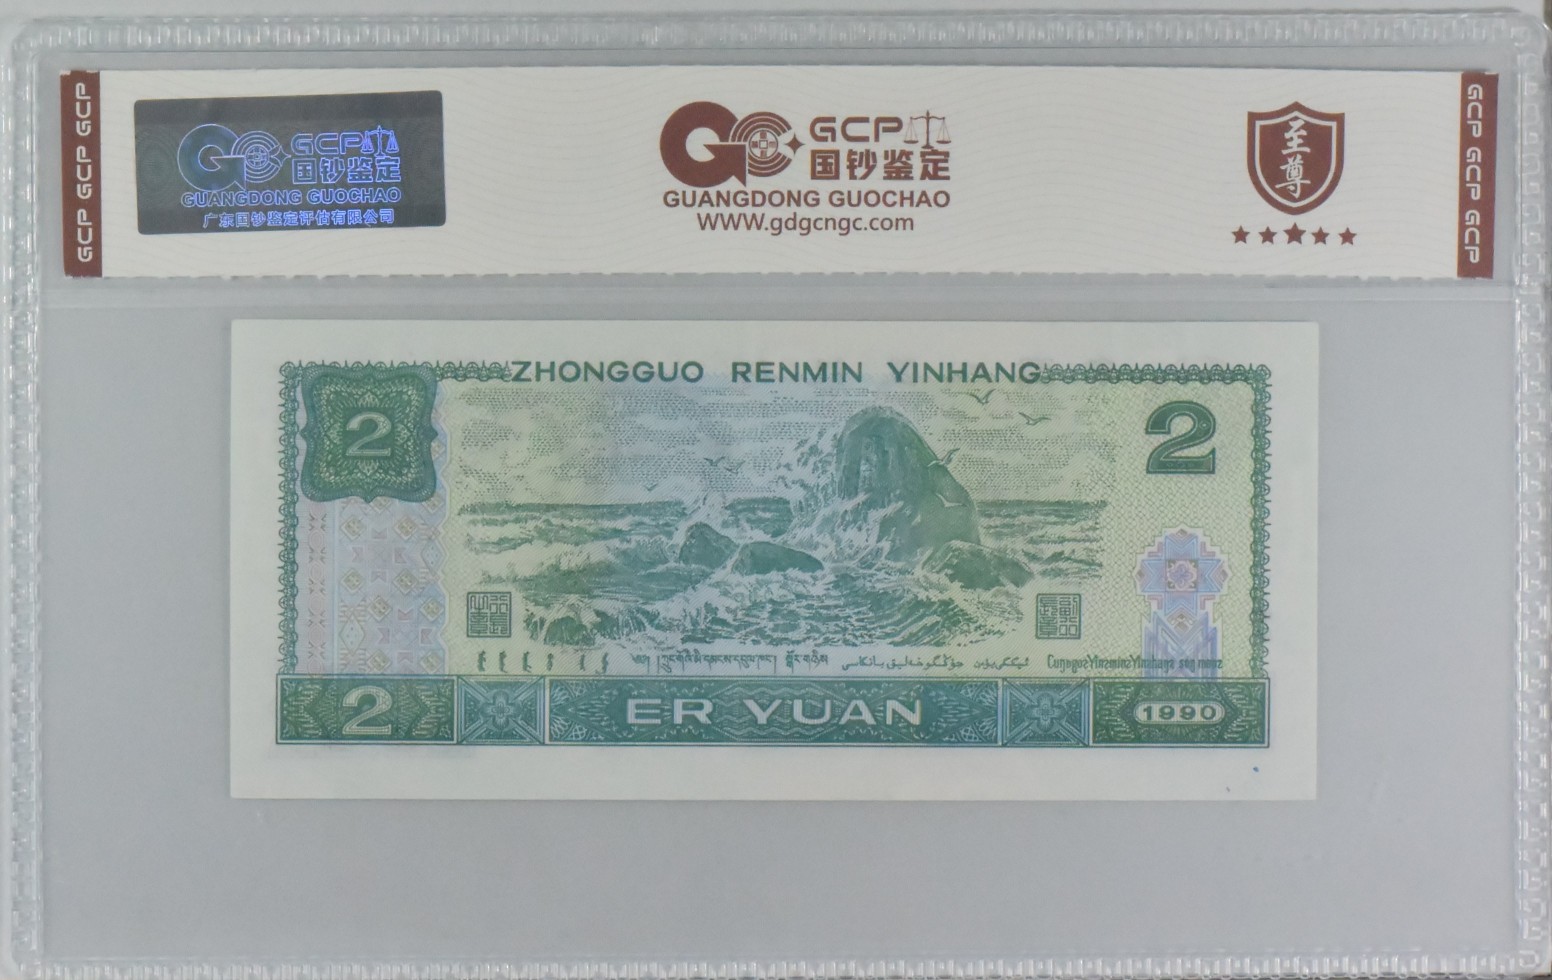 GCP GCP GCP
GCP
国钞鉴定
GUANGDONG GUOCHAO
广东国钞鉴定评估有限公司
GCP
国钞鉴定
GUANGDONG GUOCHAO
WWW.gdgcngc.com
至尊
GCP GCP GCP
ZHONGGUO RENMIN YINHANG
2
2
2
ER YUAN
1990